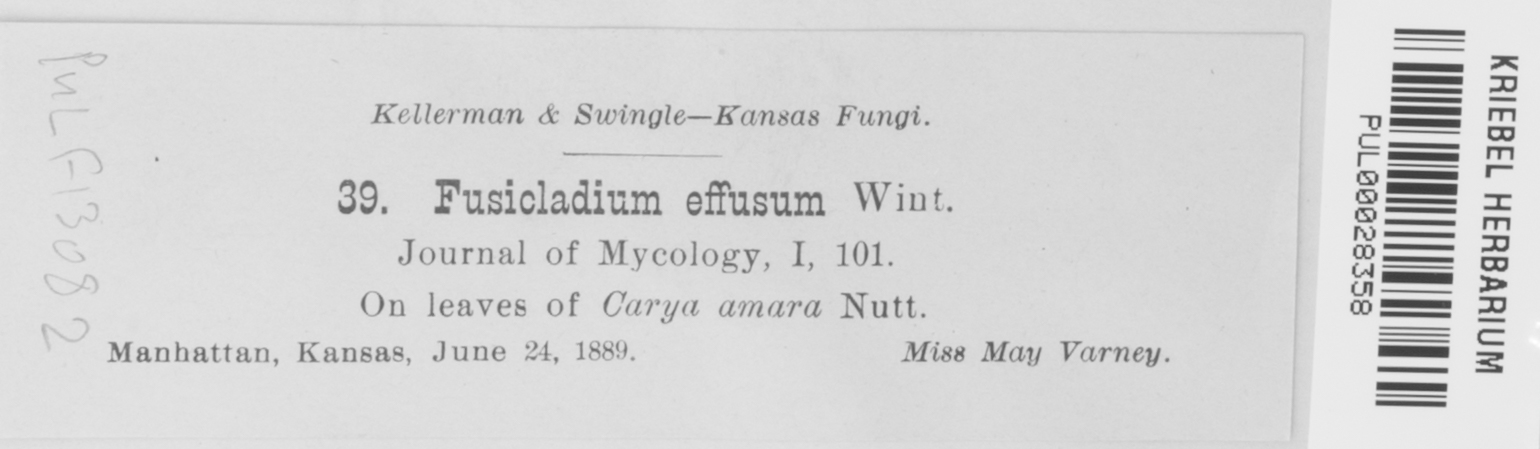 PUL F13082
Kellerman & Swingle—Kansas Fungi.
39. Fusicladium effusum Wint.
Journal of Mycology, I, 101.
On leaves of Carya amara Nutt.
Manhattan, Kansas, June 24, 1889. Miss May Varney.
KRIEBEL HERBARIUM
PUL00028358